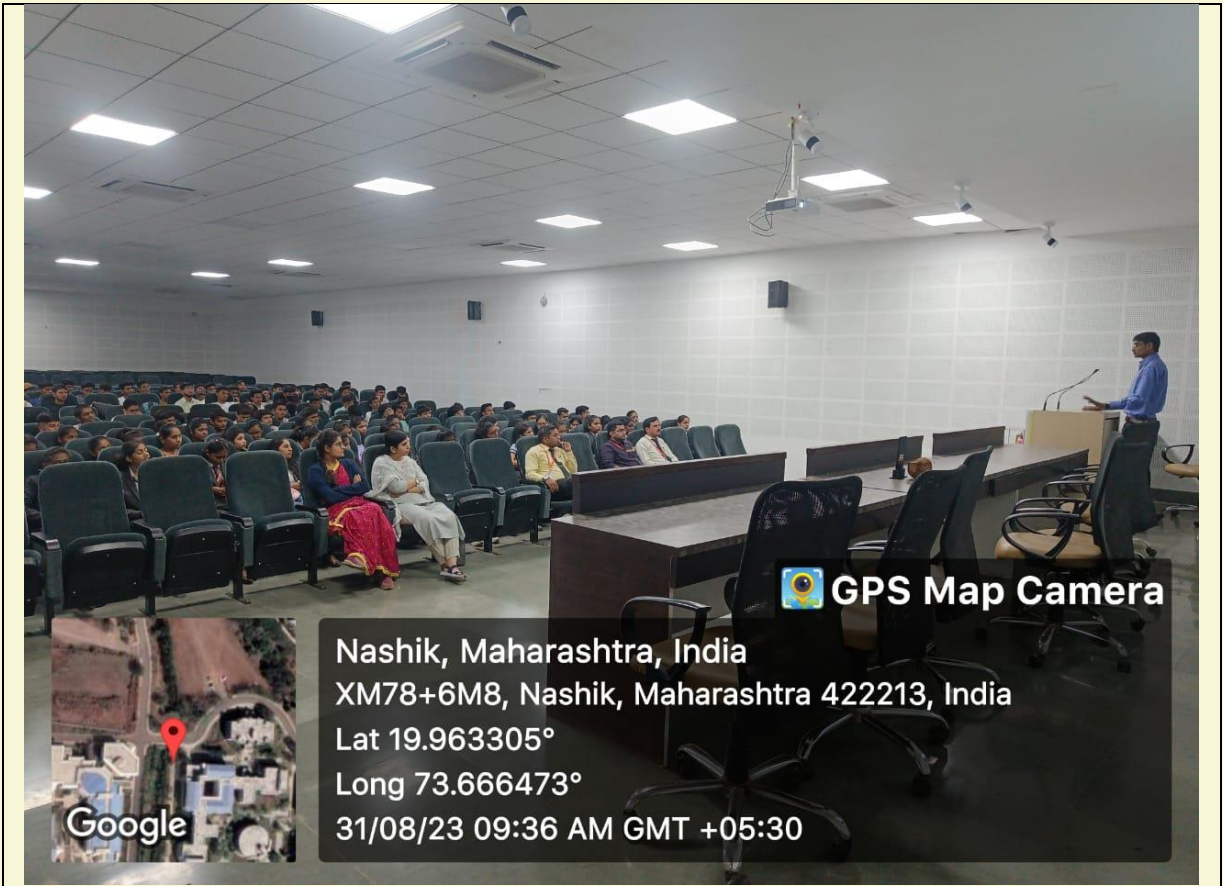 GPS Map Camera
Nashik, Maharashtra, India
XM78+6M8, Nashik, Maharashtra 422213, India
Lat 19.963305°
Long 73.666473°
31/08/23 09:36 AM GMT +05:30
Google